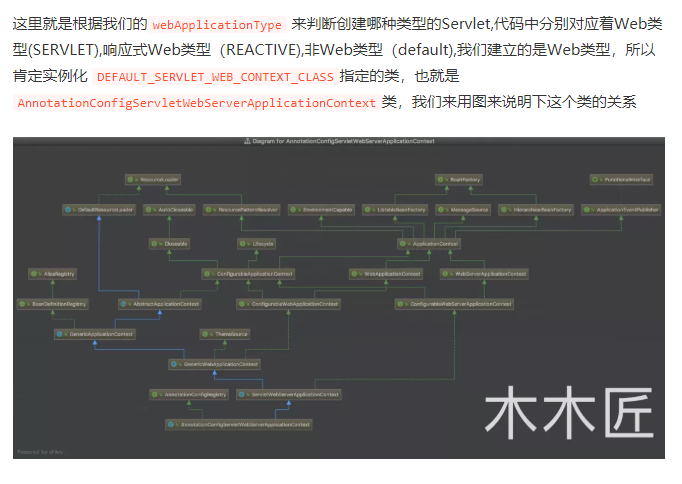 这里就是根据我们的 webApplicationType 来判断创建哪种类型的Servlet,代码中分别对应着Web类
型(SERVLET),响应式Web类型（REACTIVE),非Web类型（default),我们建立的是Web类型，所以
肯定实例化 DEFAULT_SERVLET_WEB_CONTEXT_CLASS 指定的类，也就是
AnnotationConfigServletWebServerApplicationContext 类，我们来用图来说明下这个类的关系
Diagram for AnnotationConfigServletWebServerApplicationContext
ResourceLoader BeanFactory FunctionalInterface
DefaultResourceLoader AutoCloseable ResourcePatternResolver EnvironmentCapable ListableBeanFactory MessageSource HierarchicalBeanFactory ApplicationEventPublisher
Closeable Lifecycle ApplicationContext
AliasRegistry ConfigurableApplicationContext WebApplicationContext WebServerApplicationContext
BeanDefinitionRegistry AbstractApplicationContext ConfigurableWebApplicationContext ConfigurableWebServerApplicationContext
GenericApplicationContext ThemeSource
GenericWebApplicationContext
AnnotationConfigRegistry ServletWebServerApplicationContext
AnnotationConfigServletWebServerApplicationContext
木木匠
Powered by yFiles